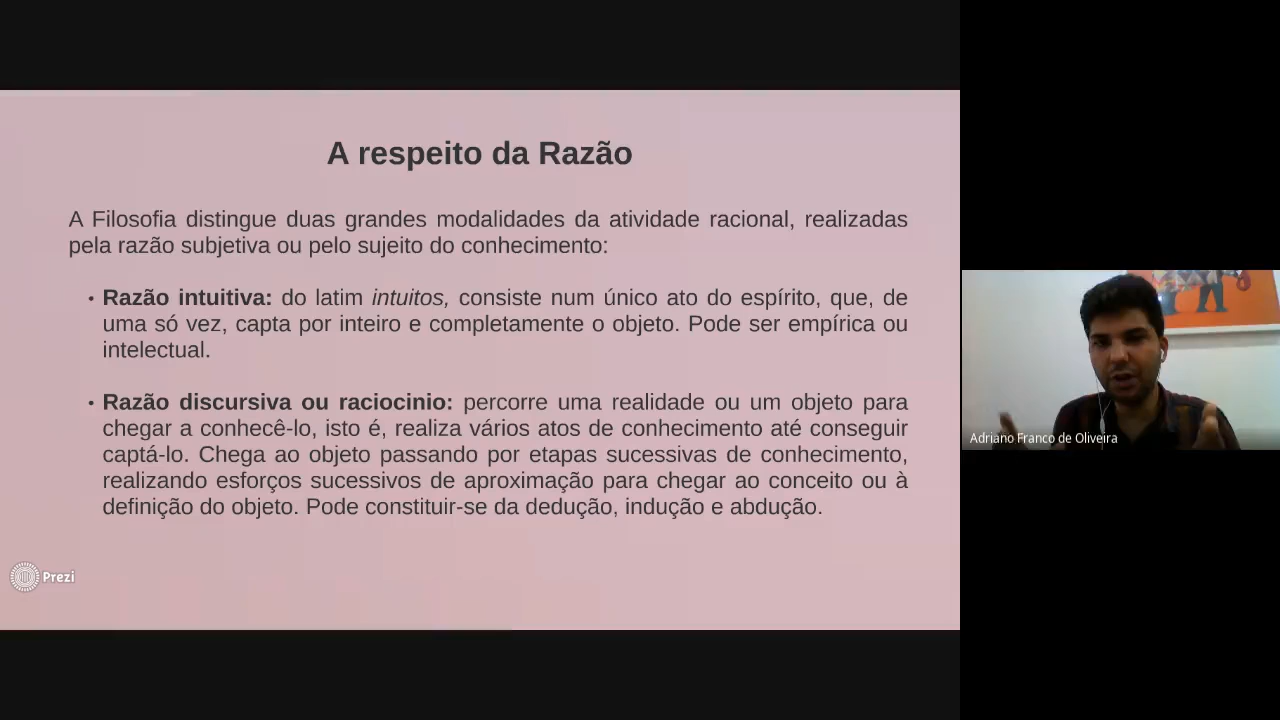 A respeito da Razão
A Filosofia distingue duas grandes modalidades da atividade racional, realizadas
pela razão subjetiva ou pelo sujeito do conhecimento:
• Razão intuitiva: do latim intuitos, consiste num único ato do espírito, que, de
uma só vez, capta por inteiro e completamente o objeto. Pode ser empírica ou
intelectual.
• Razão discursiva ou raciocinio: percorre uma realidade ou um objeto para
chegar a conhecê-lo, isto é, realiza vários atos de conhecimento até conseguir
captá-lo. Chega ao objeto passando por etapas sucessivas de conhecimento,
realizando esforços sucessivos de aproximação para chegar ao conceito ou à
definição do objeto. Pode constituir-se da dedução, indução e abdução.
Prezi
Adriano Franco de Oliveira